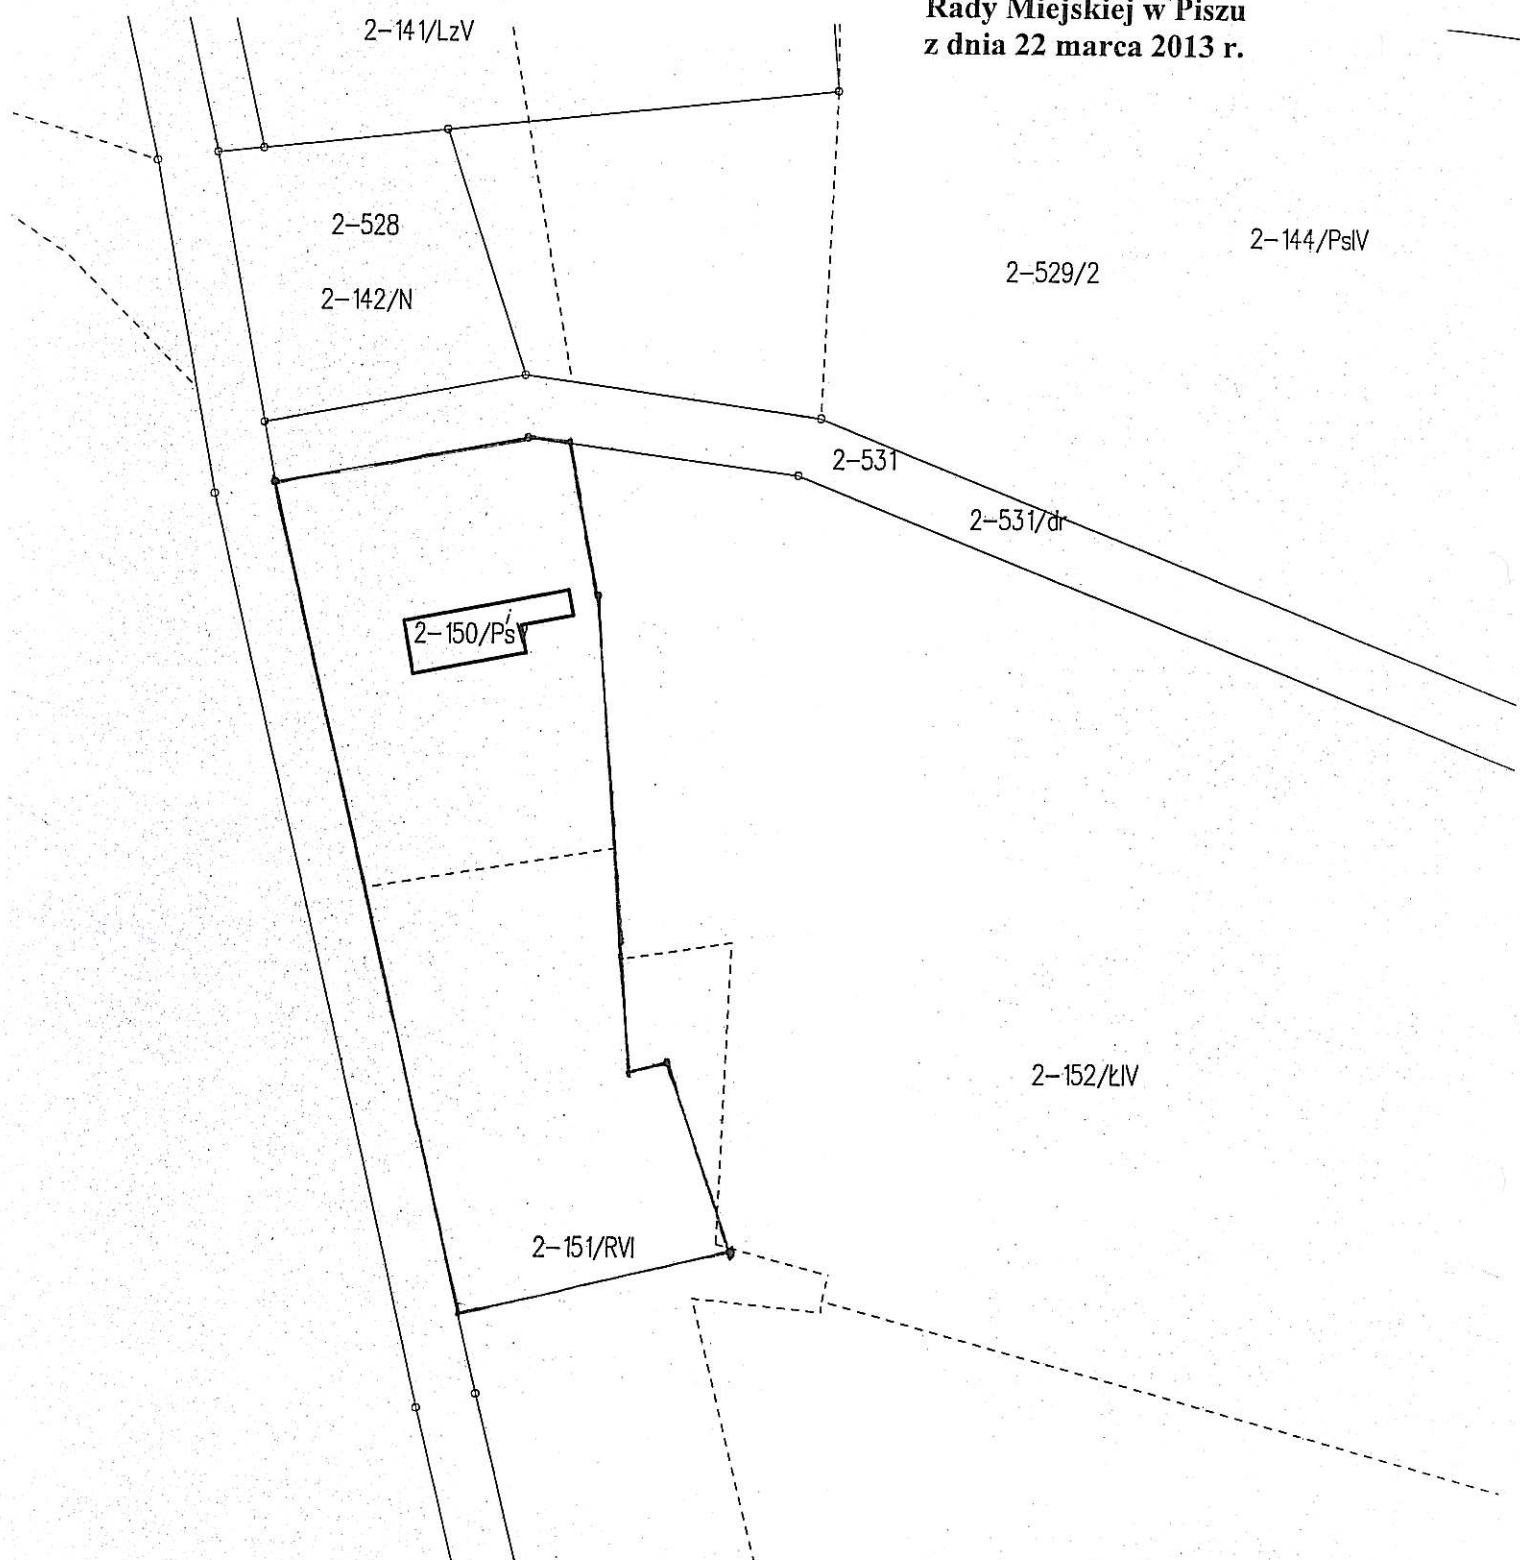 Rady Miejskiej w Piszu
z dnia 22 marca 2013 r.
2-141/LzV
2-528
2-142/N
2-144/PsIV
2-529/2
2-531
2-531/dr
i
2-150/Ps
2-152/ŁIV
2-151/RVI